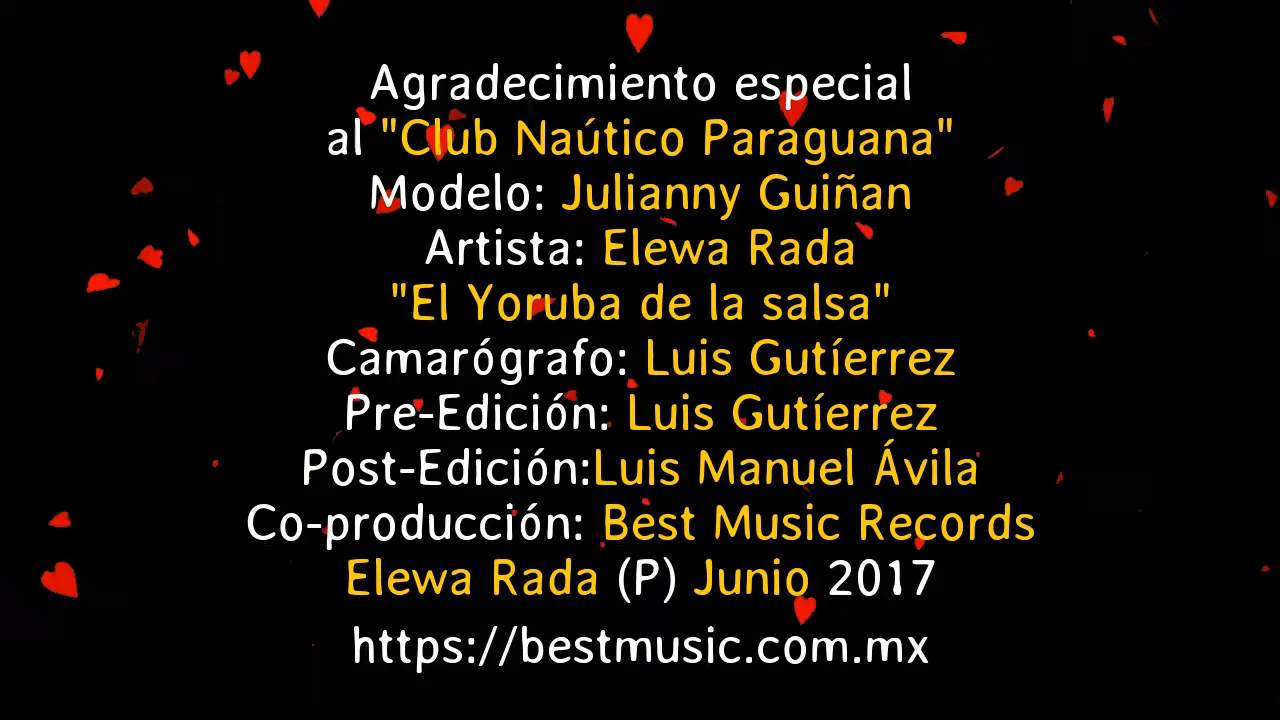 Agradecimiento especial
al "Club Naútico Paraguana"
Modelo: Julianny Guiñan
Artista: Elewa Rada
"El Yoruba de la salsa"
Camarógrafo: Luis Gutíerrez
Pre-Edición: Luis Gutíerrez
Post-Edición:Luis Manuel Ávila
Co-producción: Best Music Records
Elewa Rada (P) Junio 2017
https://bestmusic.com.mx